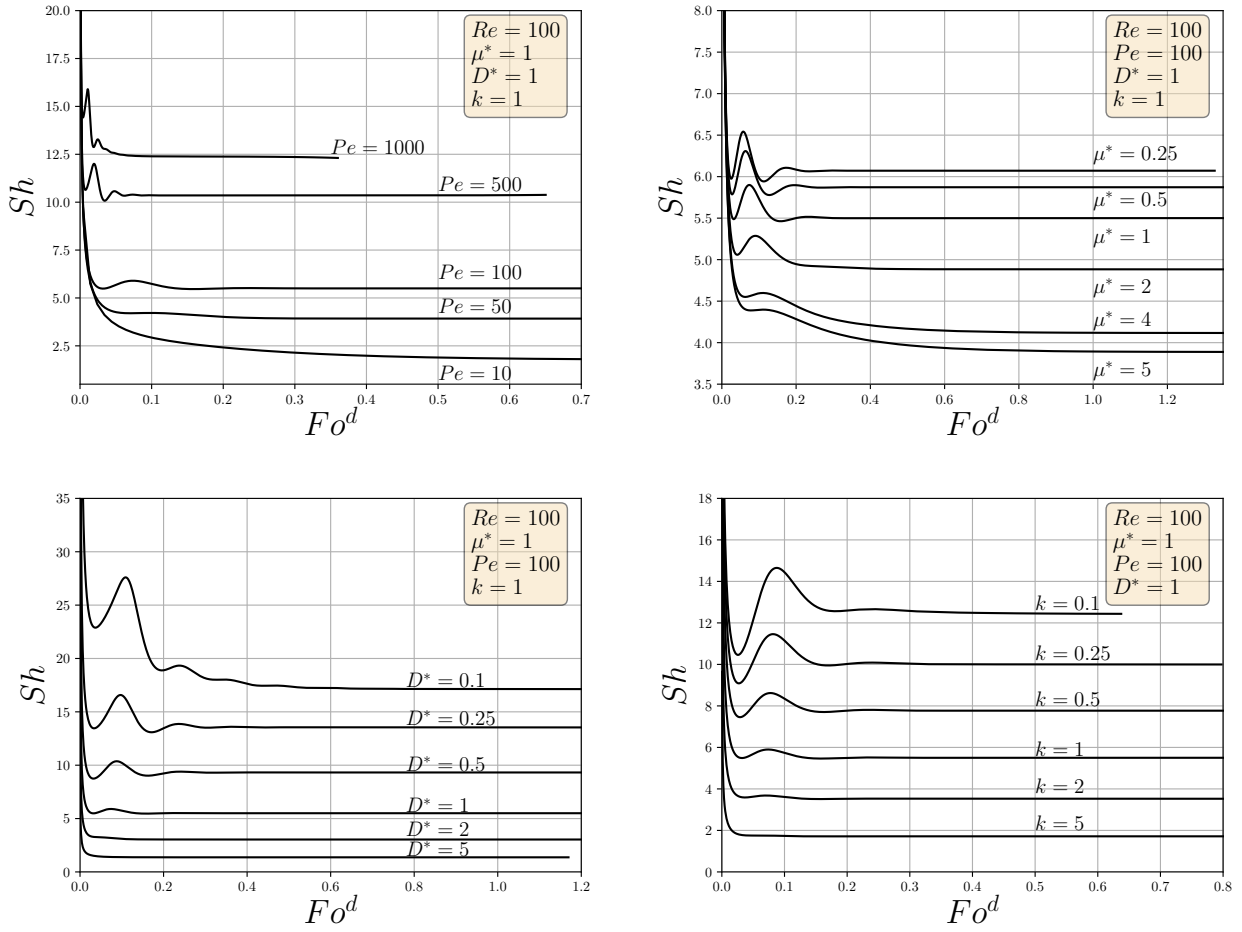 20.0
17.5
15.0
12.5
10.0
7.5
5.0
2.5
Sh
Re = 100
μ* = 1
D* = 1
k = 1
Pe = 1000
Pe = 500
Pe = 100
Pe = 50
Pe = 10
0.0 0.1 0.2 0.3 0.4 0.5 0.6 0.7
Fo^d
8.0
7.5
7.0
6.5
6.0
5.5
5.0
4.5
4.0
3.5
Sh
Re = 100
Pe = 100
D* = 1
k = 1
μ* = 0.25
μ* = 0.5
μ* = 1
μ* = 2
μ* = 4
μ* = 5
0.0 0.2 0.4 0.6 0.8 1.0 1.2
Fo^d
35
30
25
20
15
10
5
0
Sh
Re = 100
μ* = 1
Pe = 100
k = 1
D* = 0.1
D* = 0.25
D* = 0.5
D* = 1
D* = 2
D* = 5
0.0 0.2 0.4 0.6 0.8 1.0 1.2
Fo^d
18
16
14
12
10
8
6
4
2
0
Sh
Re = 100
μ* = 1
Pe = 100
D* = 1
k = 0.1
k = 0.25
k = 0.5
k = 1
k = 2
k = 5
0.0 0.1 0.2 0.3 0.4 0.5 0.6 0.7 0.8
Fo^d